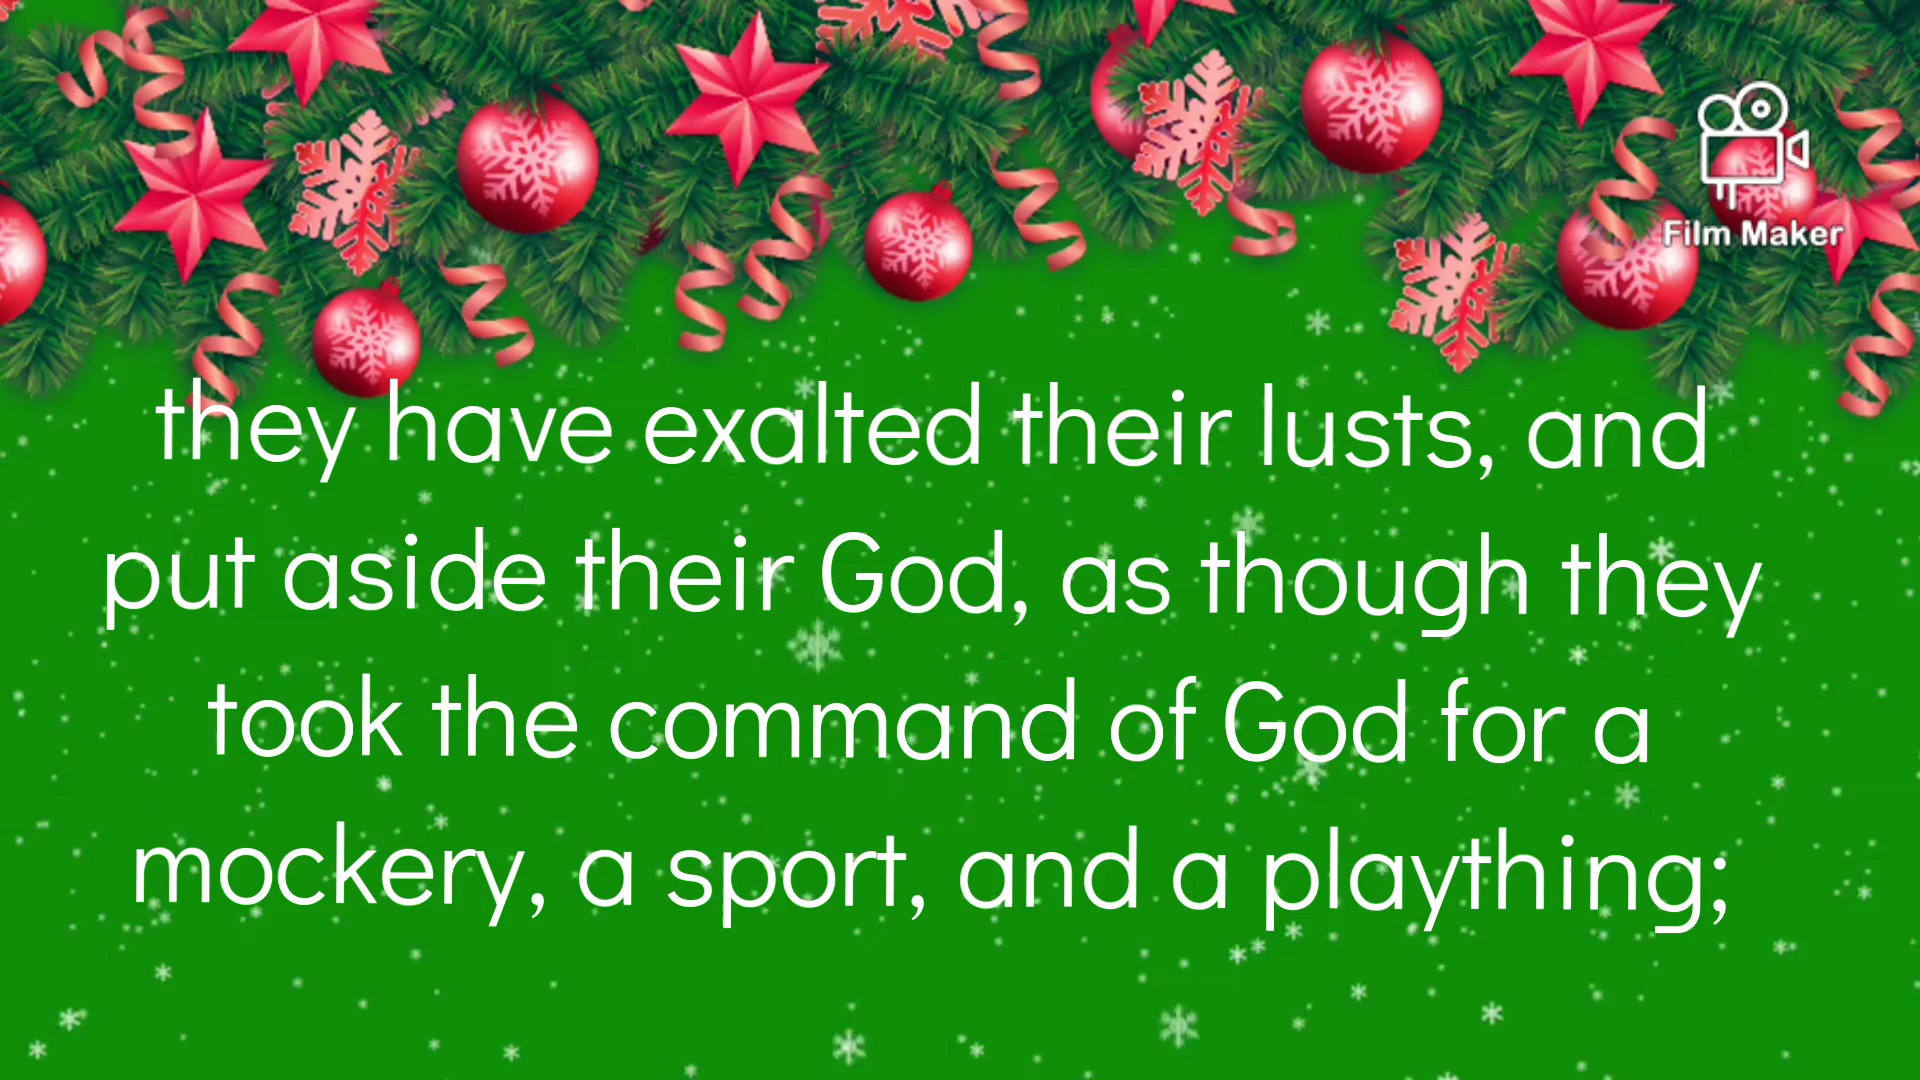 Film Maker
they have exalted their lusts, and
put aside their God, as though they
took the command of God for a
mockery, a sport, and a plaything;